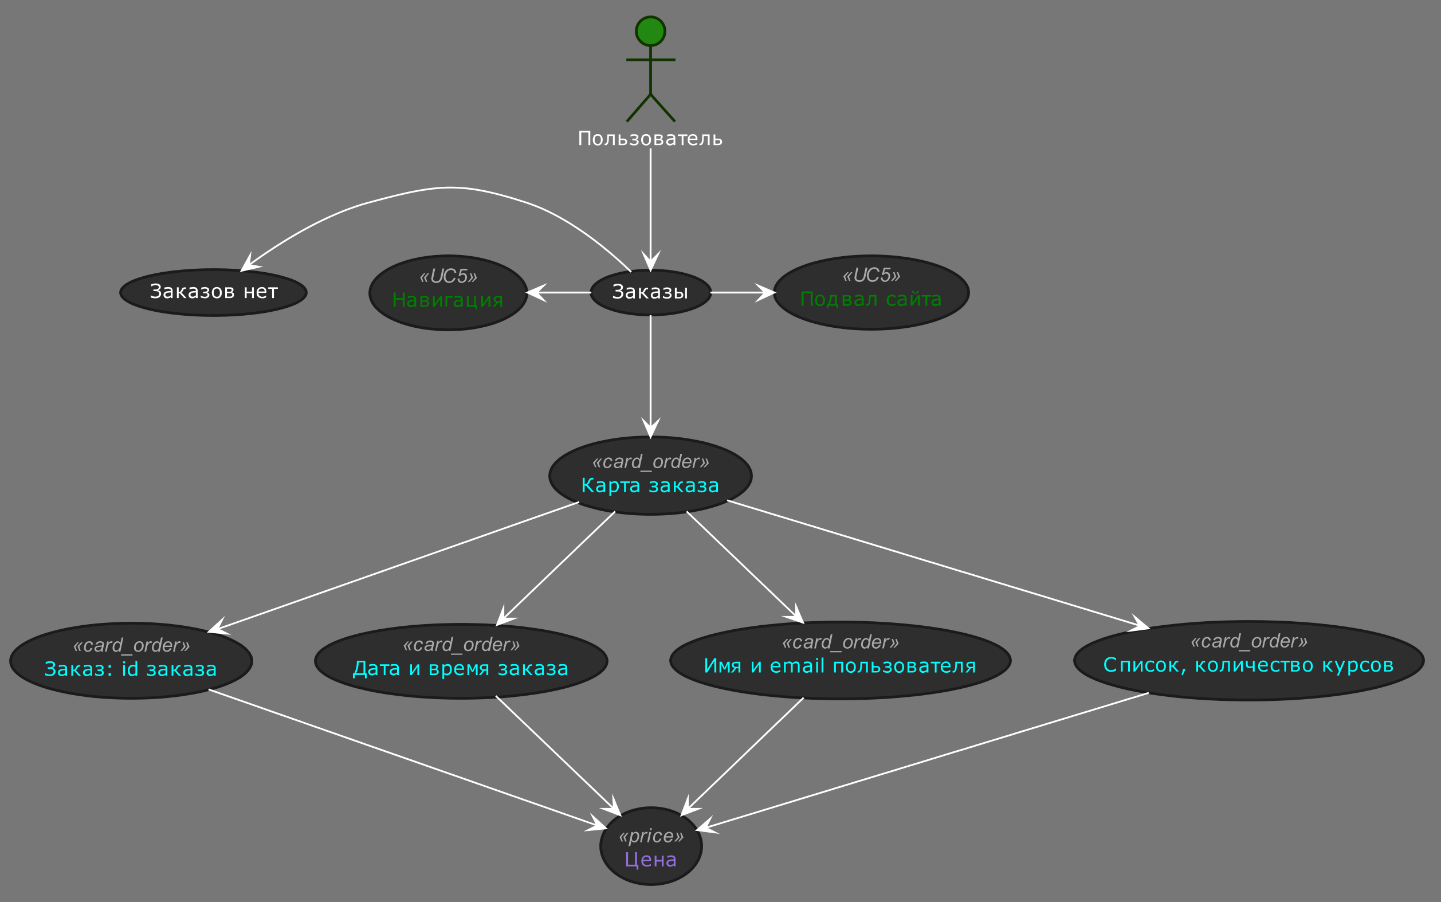 Пользователь
Заказов нет
«UC5»
Навигация
Заказы
«UC5»
Подвал сайта
«card_order»
Карта заказа
«card_order»
Заказ: id заказа
«card_order»
Дата и время заказа
«card_order»
Имя и email пользователя
«card_order»
Список, количество курсов
«price»
Цена